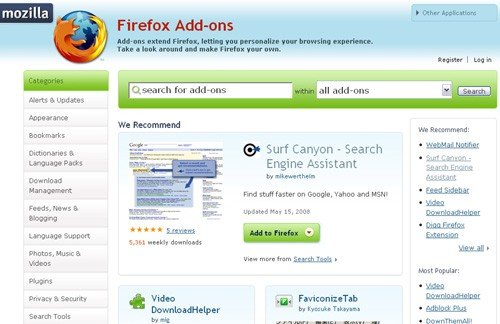 mozilla
Firefox Add-ons
Add-ons extend Firefox, letting you personalize your browsing experience.
Take a look around and make Firefox your own.
Other Applications
Register
Log in
Categories
Alerts & Updates
Appearance
Bookmarks
Dictionaries &
Language Packs
Download
Management
Feeds, News &
Blogging
Language Support
Photos, Music &
Videos
Plugins
Privacy & Security
Search Tools
search for add-ons
within
all add-ons
Search
We Recommend
Google
5 reviews
5,361 weekly downloads
Surf Canyon - Search
Engine Assistant
by mikewertheim
Find stuff faster on Google, Yahoo and MSN!
Updated May 15, 2008
Add to Firefox
View more from Search Tools
Video
DownloadHelper
by mig
FaviconizeTab
by Kyosuke Takayama
We Recommend:
WebMail Notifier
Surf Canyon -
Search Engine
Assistant
Feed Sidebar
Video
DownloadHelper
Digg Firefox
Extension
View all
Most Popular:
Video
DownloadHelper
Adblock Plus
DownThemAll!